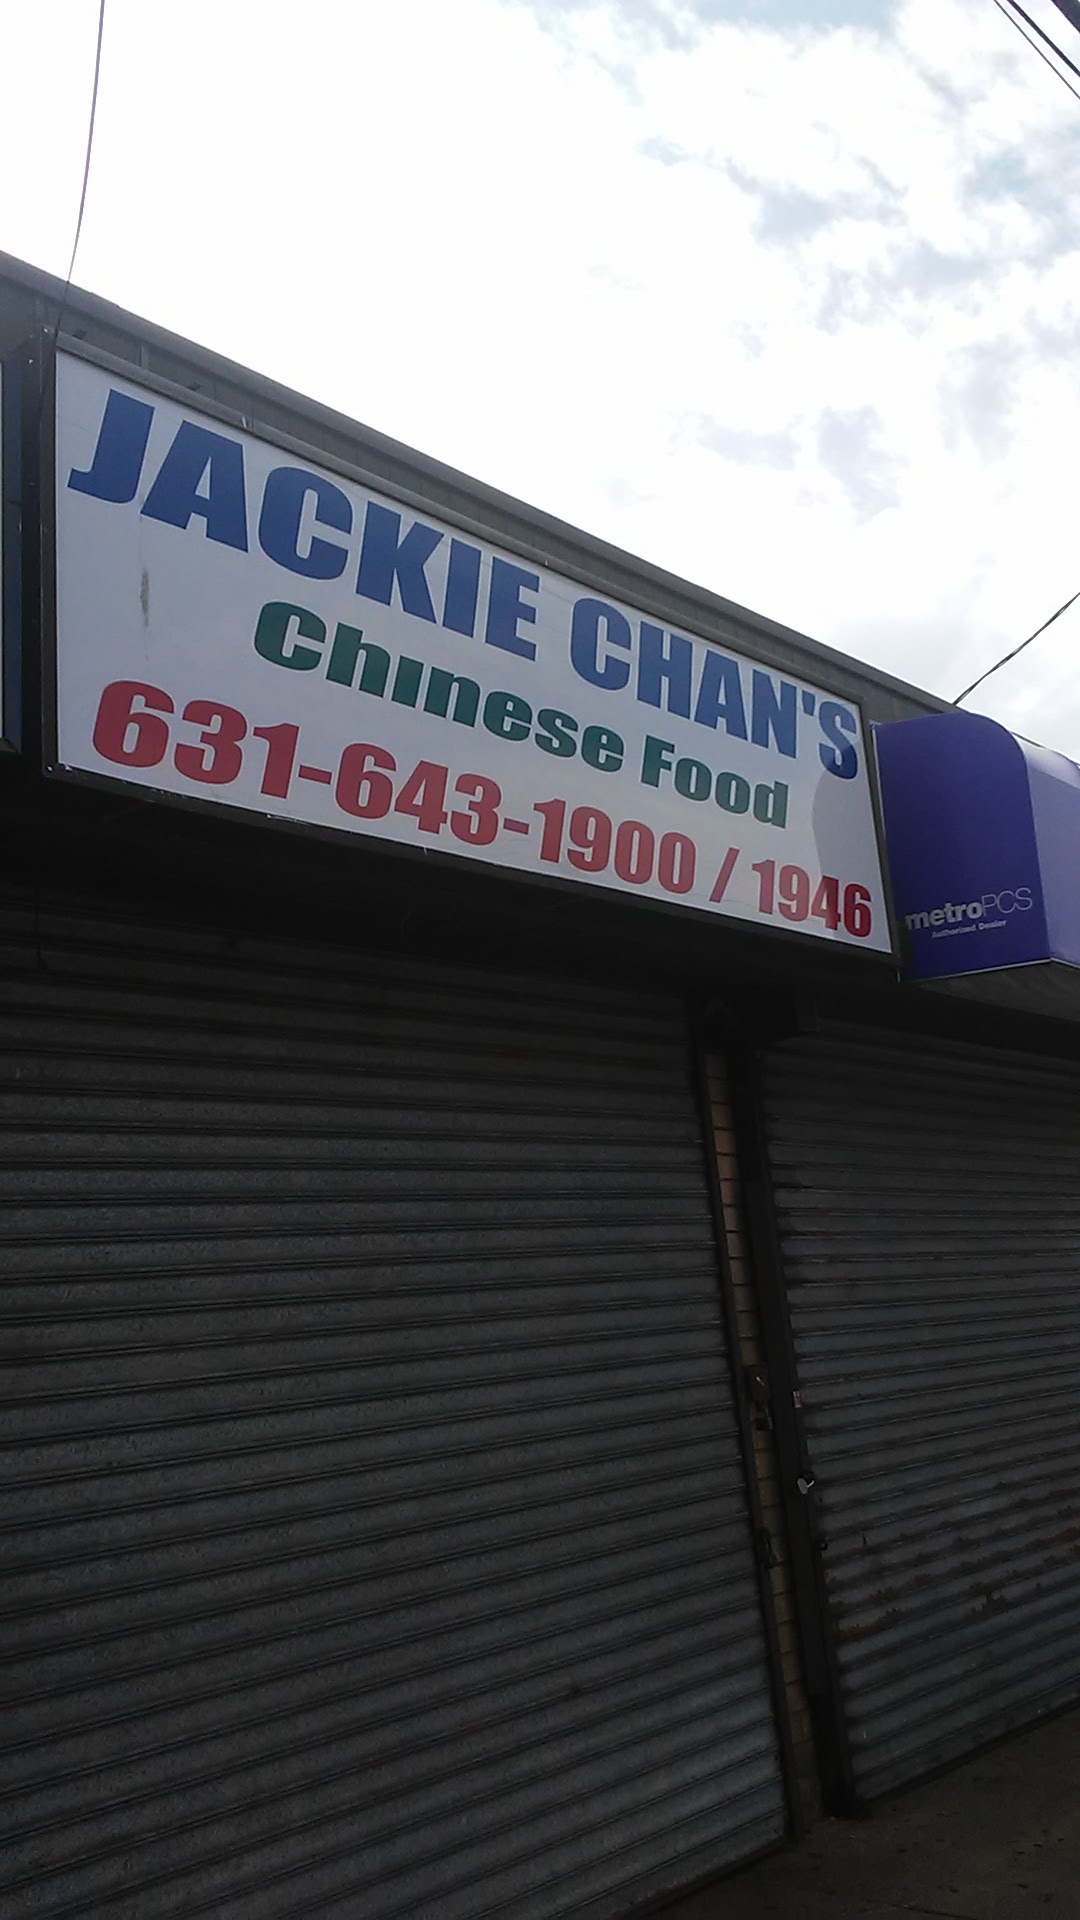 JACKIE CHAN'S
Chinese Food
631-643-1900 / 1946
metroPCS
Authorized Dealer